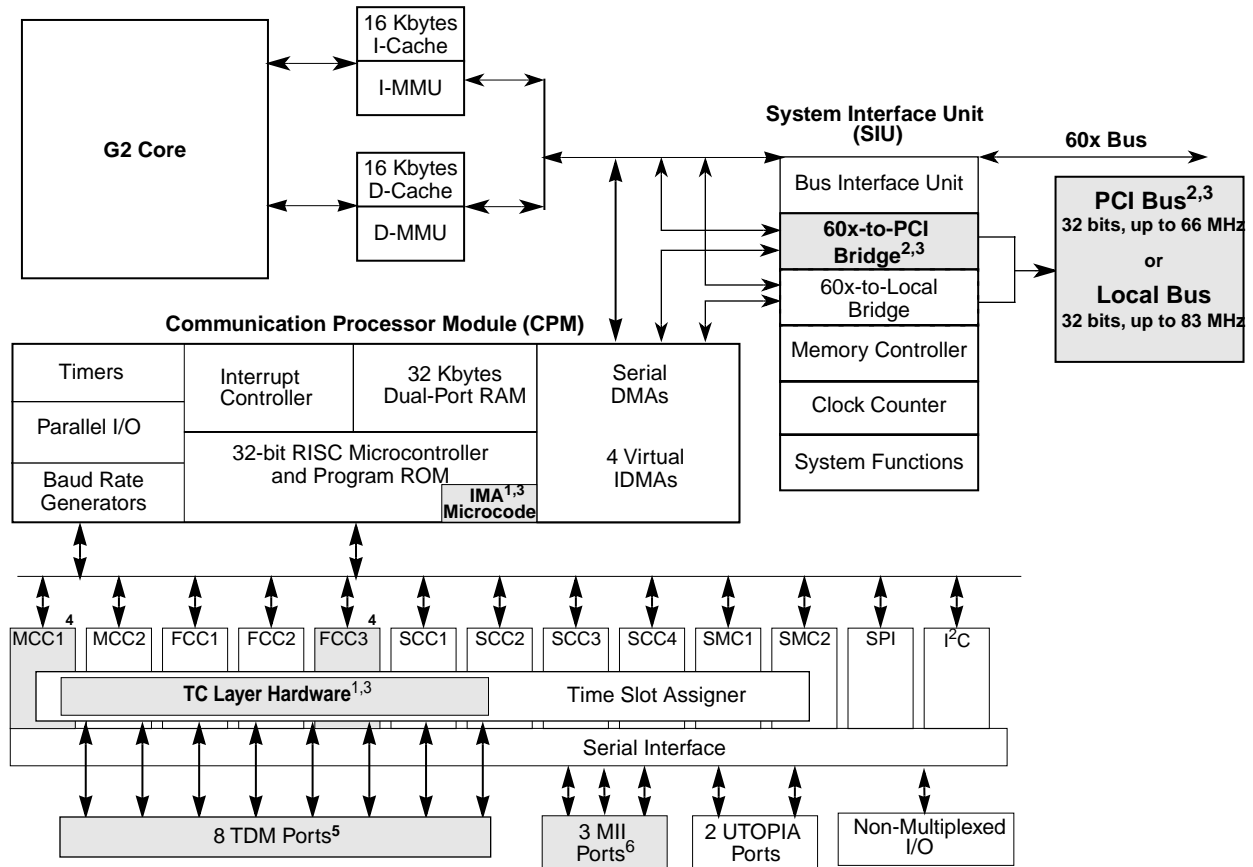 16 Kbytes
I-Cache
I-MMU
G2 Core
16 Kbytes
D-Cache
D-MMU
System Interface Unit
(SIU)
60x Bus
Bus Interface Unit
60x-to-PCI
Bridge2,3
60x-to-Local
Bridge
Memory Controller
Clock Counter
System Functions
PCI Bus2,3
32 bits, up to 66 MHz
or
Local Bus
32 bits, up to 83 MHz
Communication Processor Module (CPM)
Timers
Parallel I/O
Baud Rate
Generators
Interrupt
Controller
32 Kbytes
Dual-Port RAM
32-bit RISC Microcontroller
and Program ROM
IMA1,3
Microcode
Serial
DMAs
4 Virtual
IDMAs
4
4
MCC1
MCC2
FCC1
FCC2
FCC3
SCC1
SCC2
SCC3
SCC4
SMC1
SMC2
SPI
I2C
TC Layer Hardware1,3
Time Slot Assigner
Serial Interface
8 TDM Ports5
3 MII
Ports6
2 UTOPIA
Ports
Non-Multiplexed
I/O